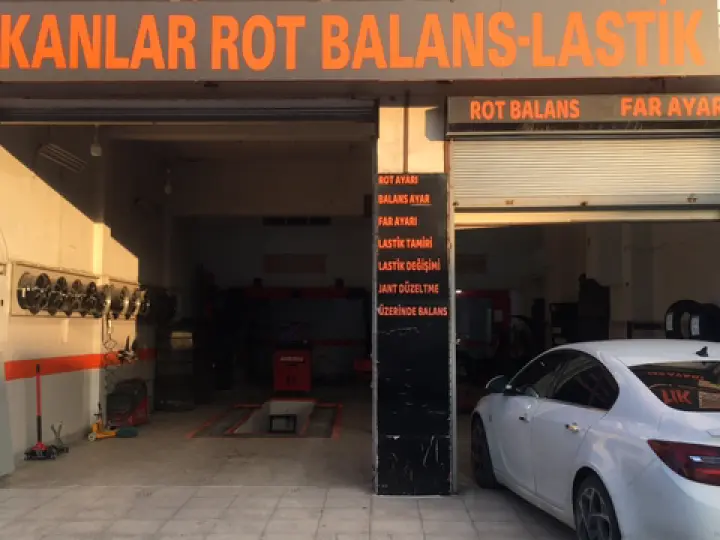 KANLAR ROT BALANS-LASTİK
ROT BALANS FAR AYAR
ROT AYARI
BALANS AYAR
FAR AYARI
LASTİK TAMİRİ
LASTİK DEĞİŞİMİ
JANT DÜZELTME
ÜZERİNDE BALANS